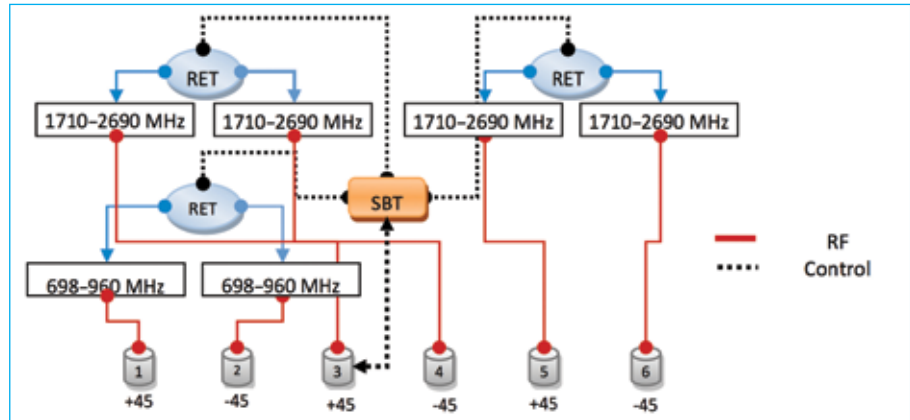 RET
RET
1710–2690 MHz
1710–2690 MHz
1710–2690 MHz
1710–2690 MHz
SBT
RET
RF
Control
698–960 MHz
698–960 MHz
1
2
3
4
5
6
+45
-45
+45
-45
+45
-45